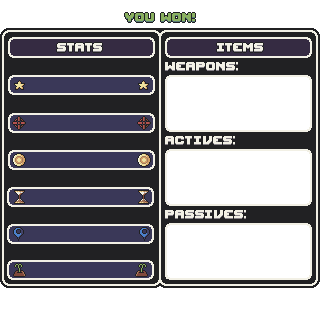 YOU WON!
STATS
ITEMS
WEAPONS:
ACTIVES:
PASSIVES: